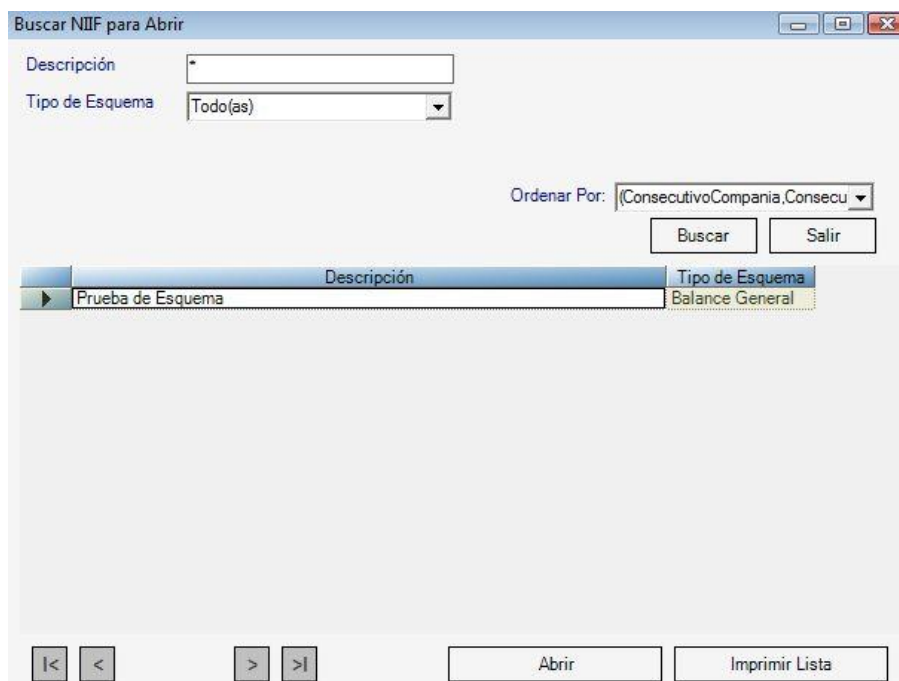 Buscar NIIF para Abrir
Descripción *
Tipo de Esquema Todo(as)
Ordenar Por: (ConsecutivoCompania,Consecu
Buscar Salir
Descripción Tipo de Esquema
Prueba de Esquema Balance General
|< < > >| Abrir Imprimir Lista